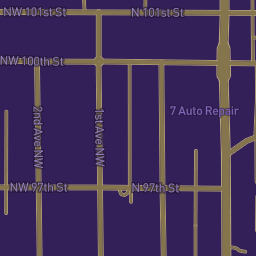 NW 101st St
N 101st St
NW 100th St
7 Auto Repair
2nd Ave NW
1st Ave NW
NW 97th St
N 97th St